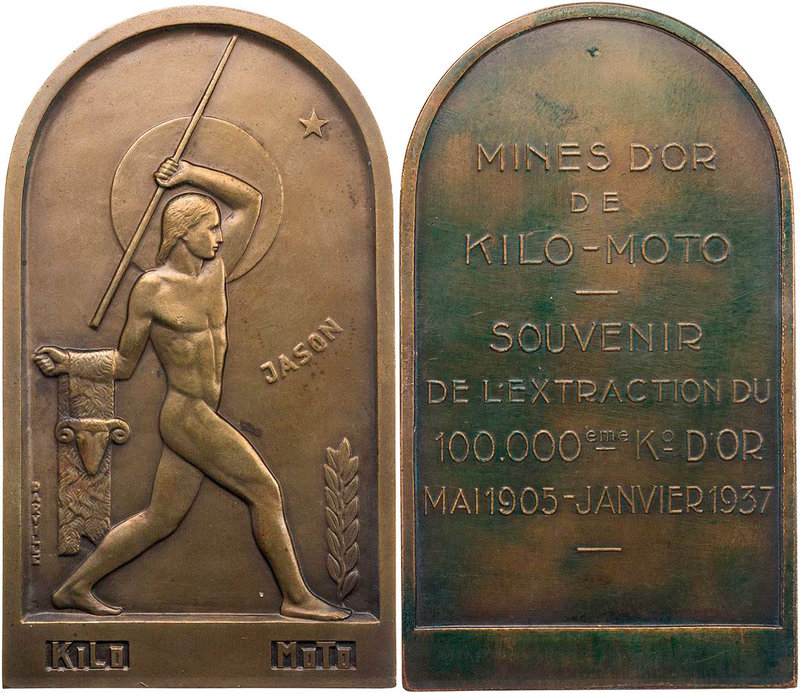 JASON
KILO MOTO
MINES D'OR
DE
KILO-MOTO
SOUVENIR
DE L'EXTRACTION DU
100.000ème Ko D'OR
MAI 1905-JANVIER 1937